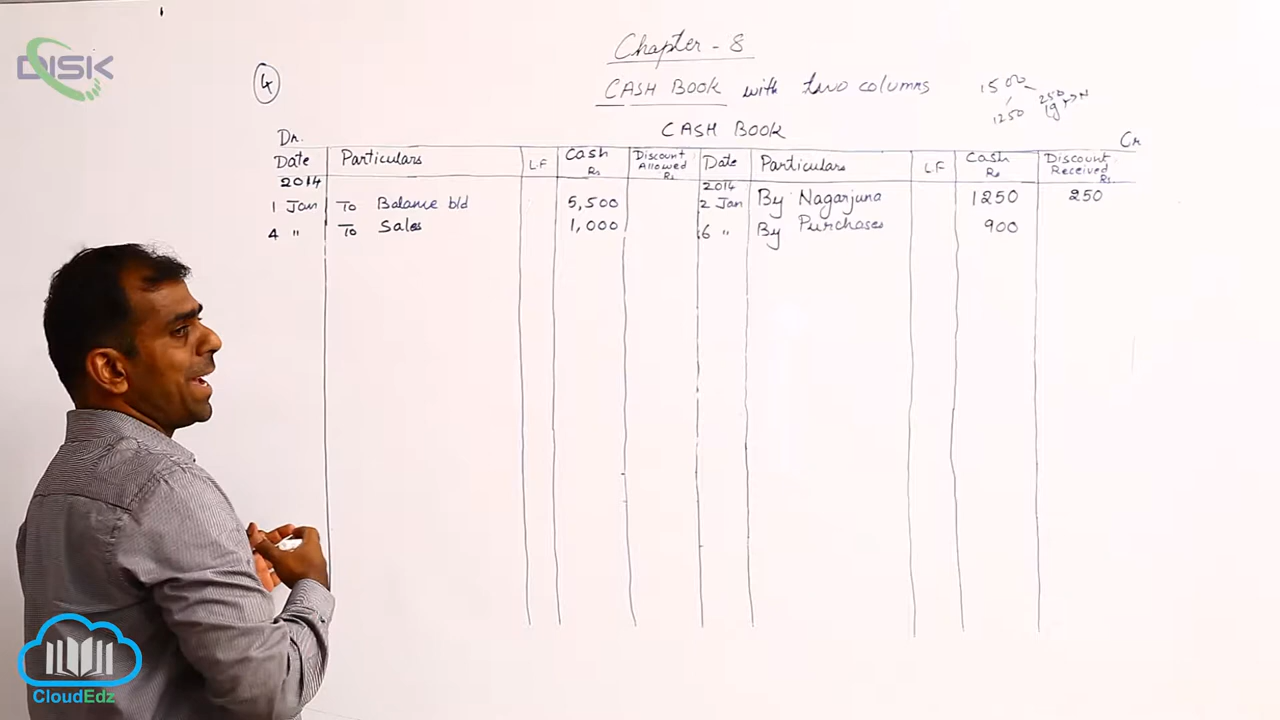 DISK
Chapter - 8
4
CASH BOOK with two columns
1500
1250
250
CASH BOOK
Dr.
Cr
Date Particulars LF Cash Rs Discount Allowed Rs Date Particulars LF Cash Rs Discount Received Rs
2014 2014
1 Jan To Balance b/d 5,500 2 Jan By Nagarjuna 1250 250
4 " To Sales 1,000 6 " By Purchases 900
CloudEdz